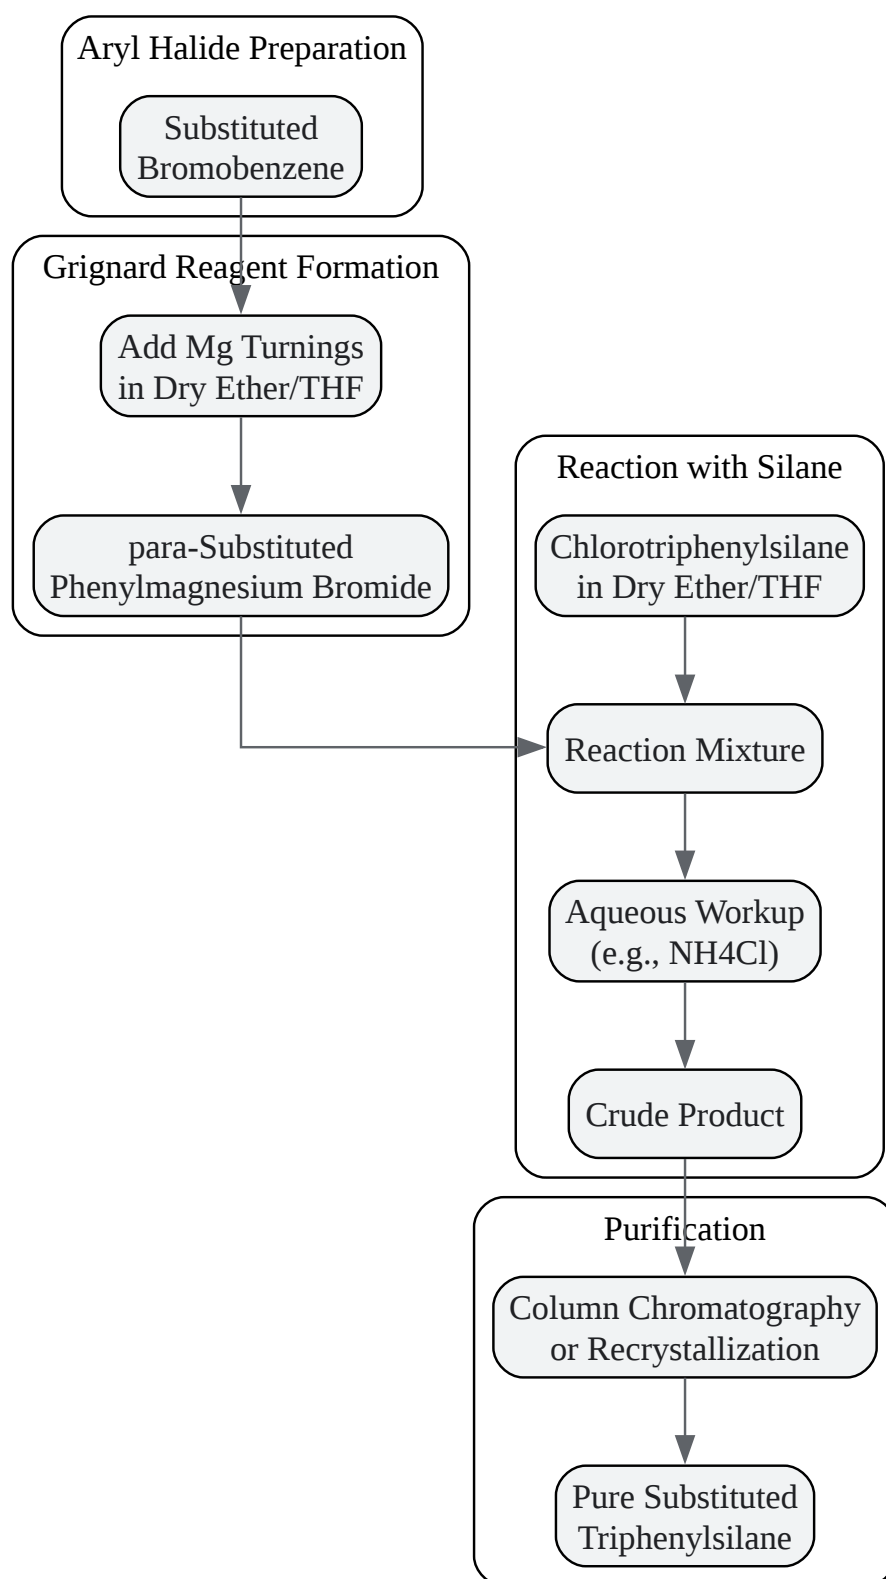 Aryl Halide Preparation
Substituted
Bromobenzene
Grignard Reagent Formation
Add Mg Turnings
in Dry Ether/THF
para-Substituted
Phenylmagnesium Bromide
Reaction with Silane
Chlorotriphenylsilane
in Dry Ether/THF
Reaction Mixture
Aqueous Workup
(e.g., NH4Cl)
Crude Product
Purification
Column Chromatography
or Recrystallization
Pure Substituted
Triphenylsilane